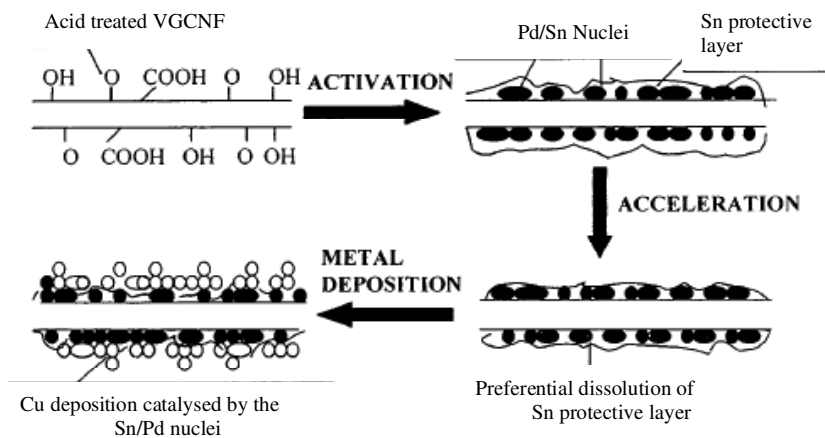 Acid treated VGCNF
OH O COOH O OH
ACTIVATION
O COOH OH O OH
Pd/Sn Nuclei
Sn protective
layer
ACCELERATION
METAL
DEPOSITION
Cu deposition catalysed by the
Sn/Pd nuclei
Preferential dissolution of
Sn protective layer